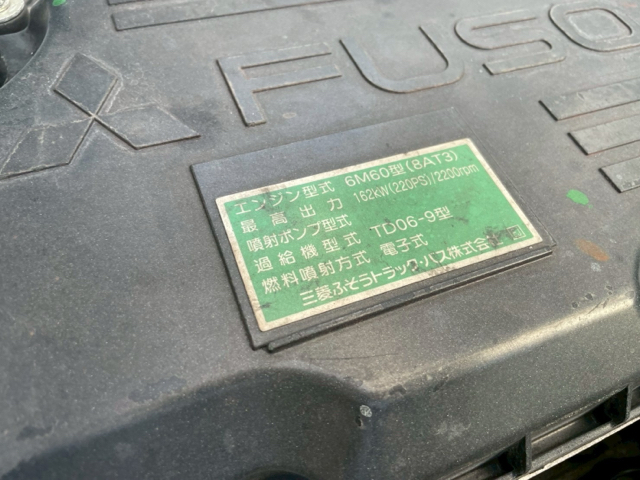 FUSO
エンジン型式 6M60型(8AT3)
最高出力 162kW(220PS)/2200rpm
噴射ポンプ型式
過給機型式 TD06-9型
燃料噴射方式 電子式
三菱ふそうトラック・バス株式会社